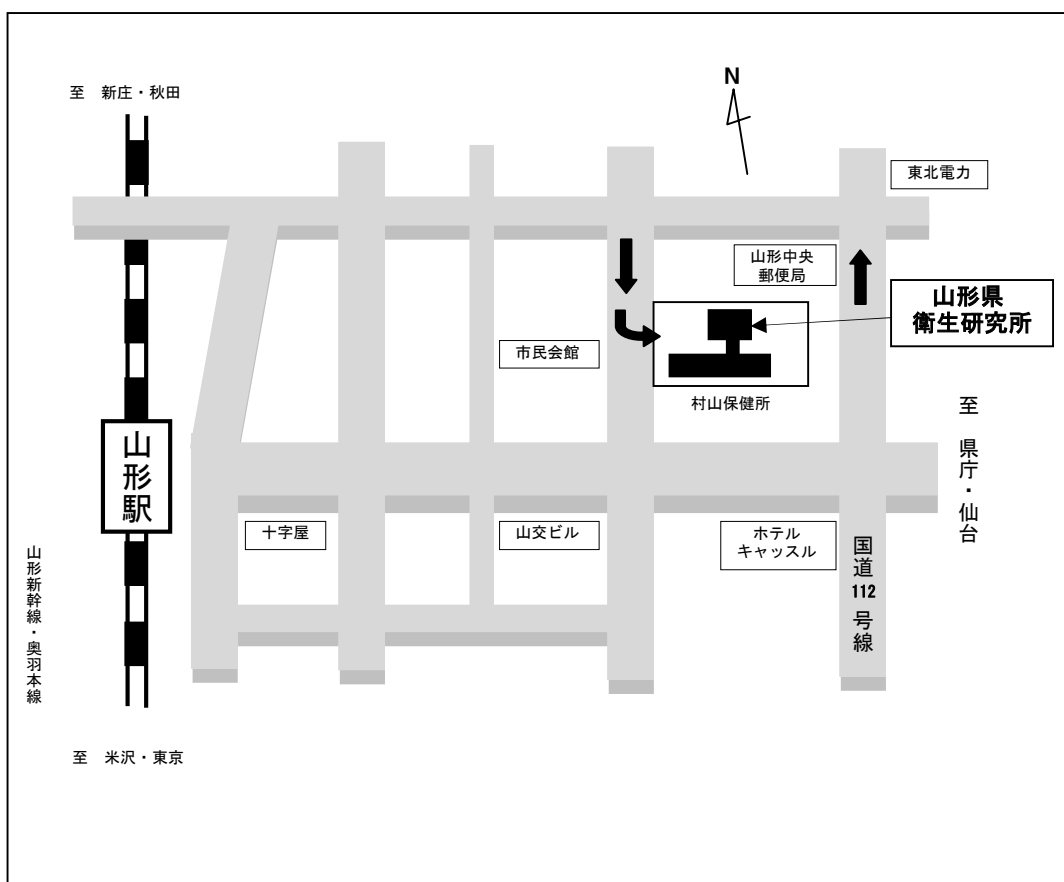 N
至　新庄・秋田
東北電力
山形中央
郵便局
山形県
衛生研究所
市民会館
村山保健所
至　県庁・仙台
山形駅
十字屋
山交ビル
ホテル
キャッスル
国道112号線
山形新幹線・奥羽本線
至　米沢・東京